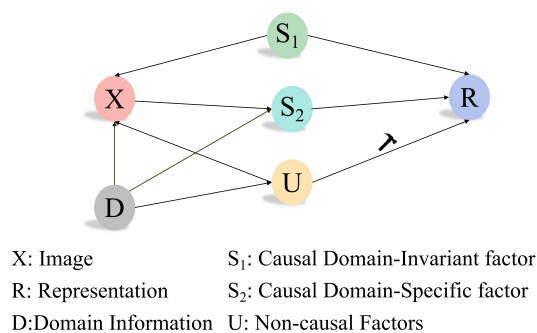 S₁
X
S₂
R
U
D
X: Image
S₁: Causal Domain-Invariant factor
R: Representation
S₂: Causal Domain-Specific factor
D:Domain Information
U: Non-causal Factors